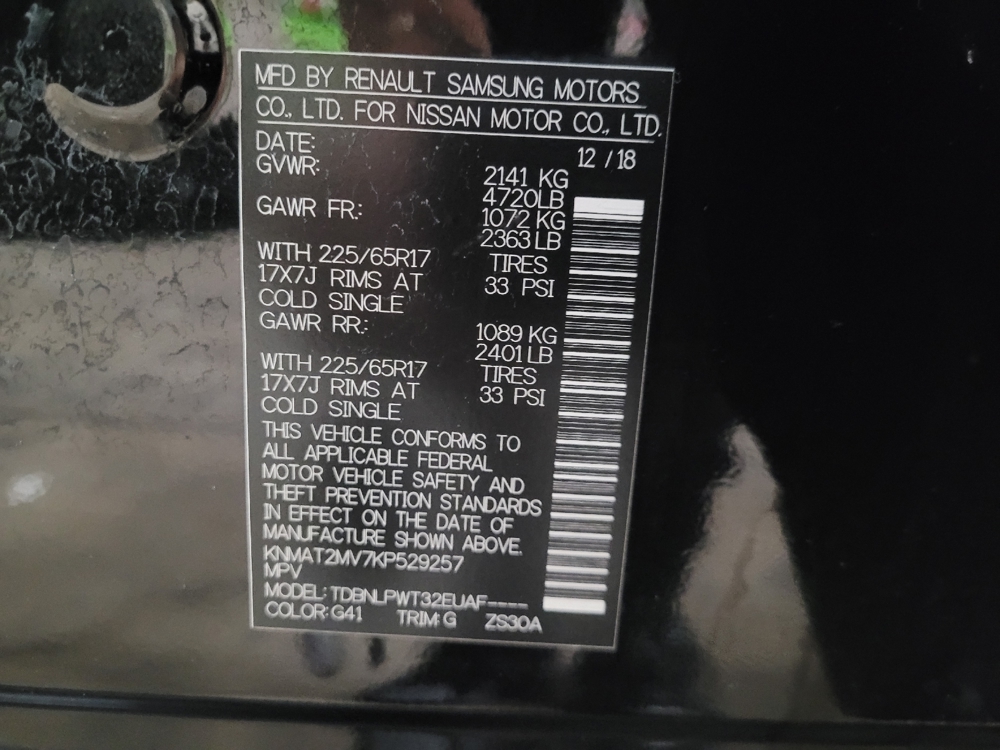 MFD BY RENAULT SAMSUNG MOTORS
CO., LTD. FOR NISSAN MOTOR CO., LTD.
DATE: 12 / 18
GVWR: 2141 KG
4720LB
GAWR FR.: 1072 KG
2363 LB
WITH 225/65R17 TIRES
17X7J RIMS AT 33 PSI
COLD SINGLE
GAWR RR.: 1089 KG
2401 LB
WITH 225/65R17 TIRES
17X7J RIMS AT 33 PSI
COLD SINGLE
THIS VEHICLE CONFORMS TO
ALL APPLICABLE FEDERAL
MOTOR VEHICLE SAFETY AND
THEFT PREVENTION STANDARDS
IN EFFECT ON THE DATE OF
MANUFACTURE SHOWN ABOVE.
KNMAT2MV7KP529257
MPV
MODEL: TDBNLPWT32EUAF----
COLOR: G41 TRIM: G ZS30A